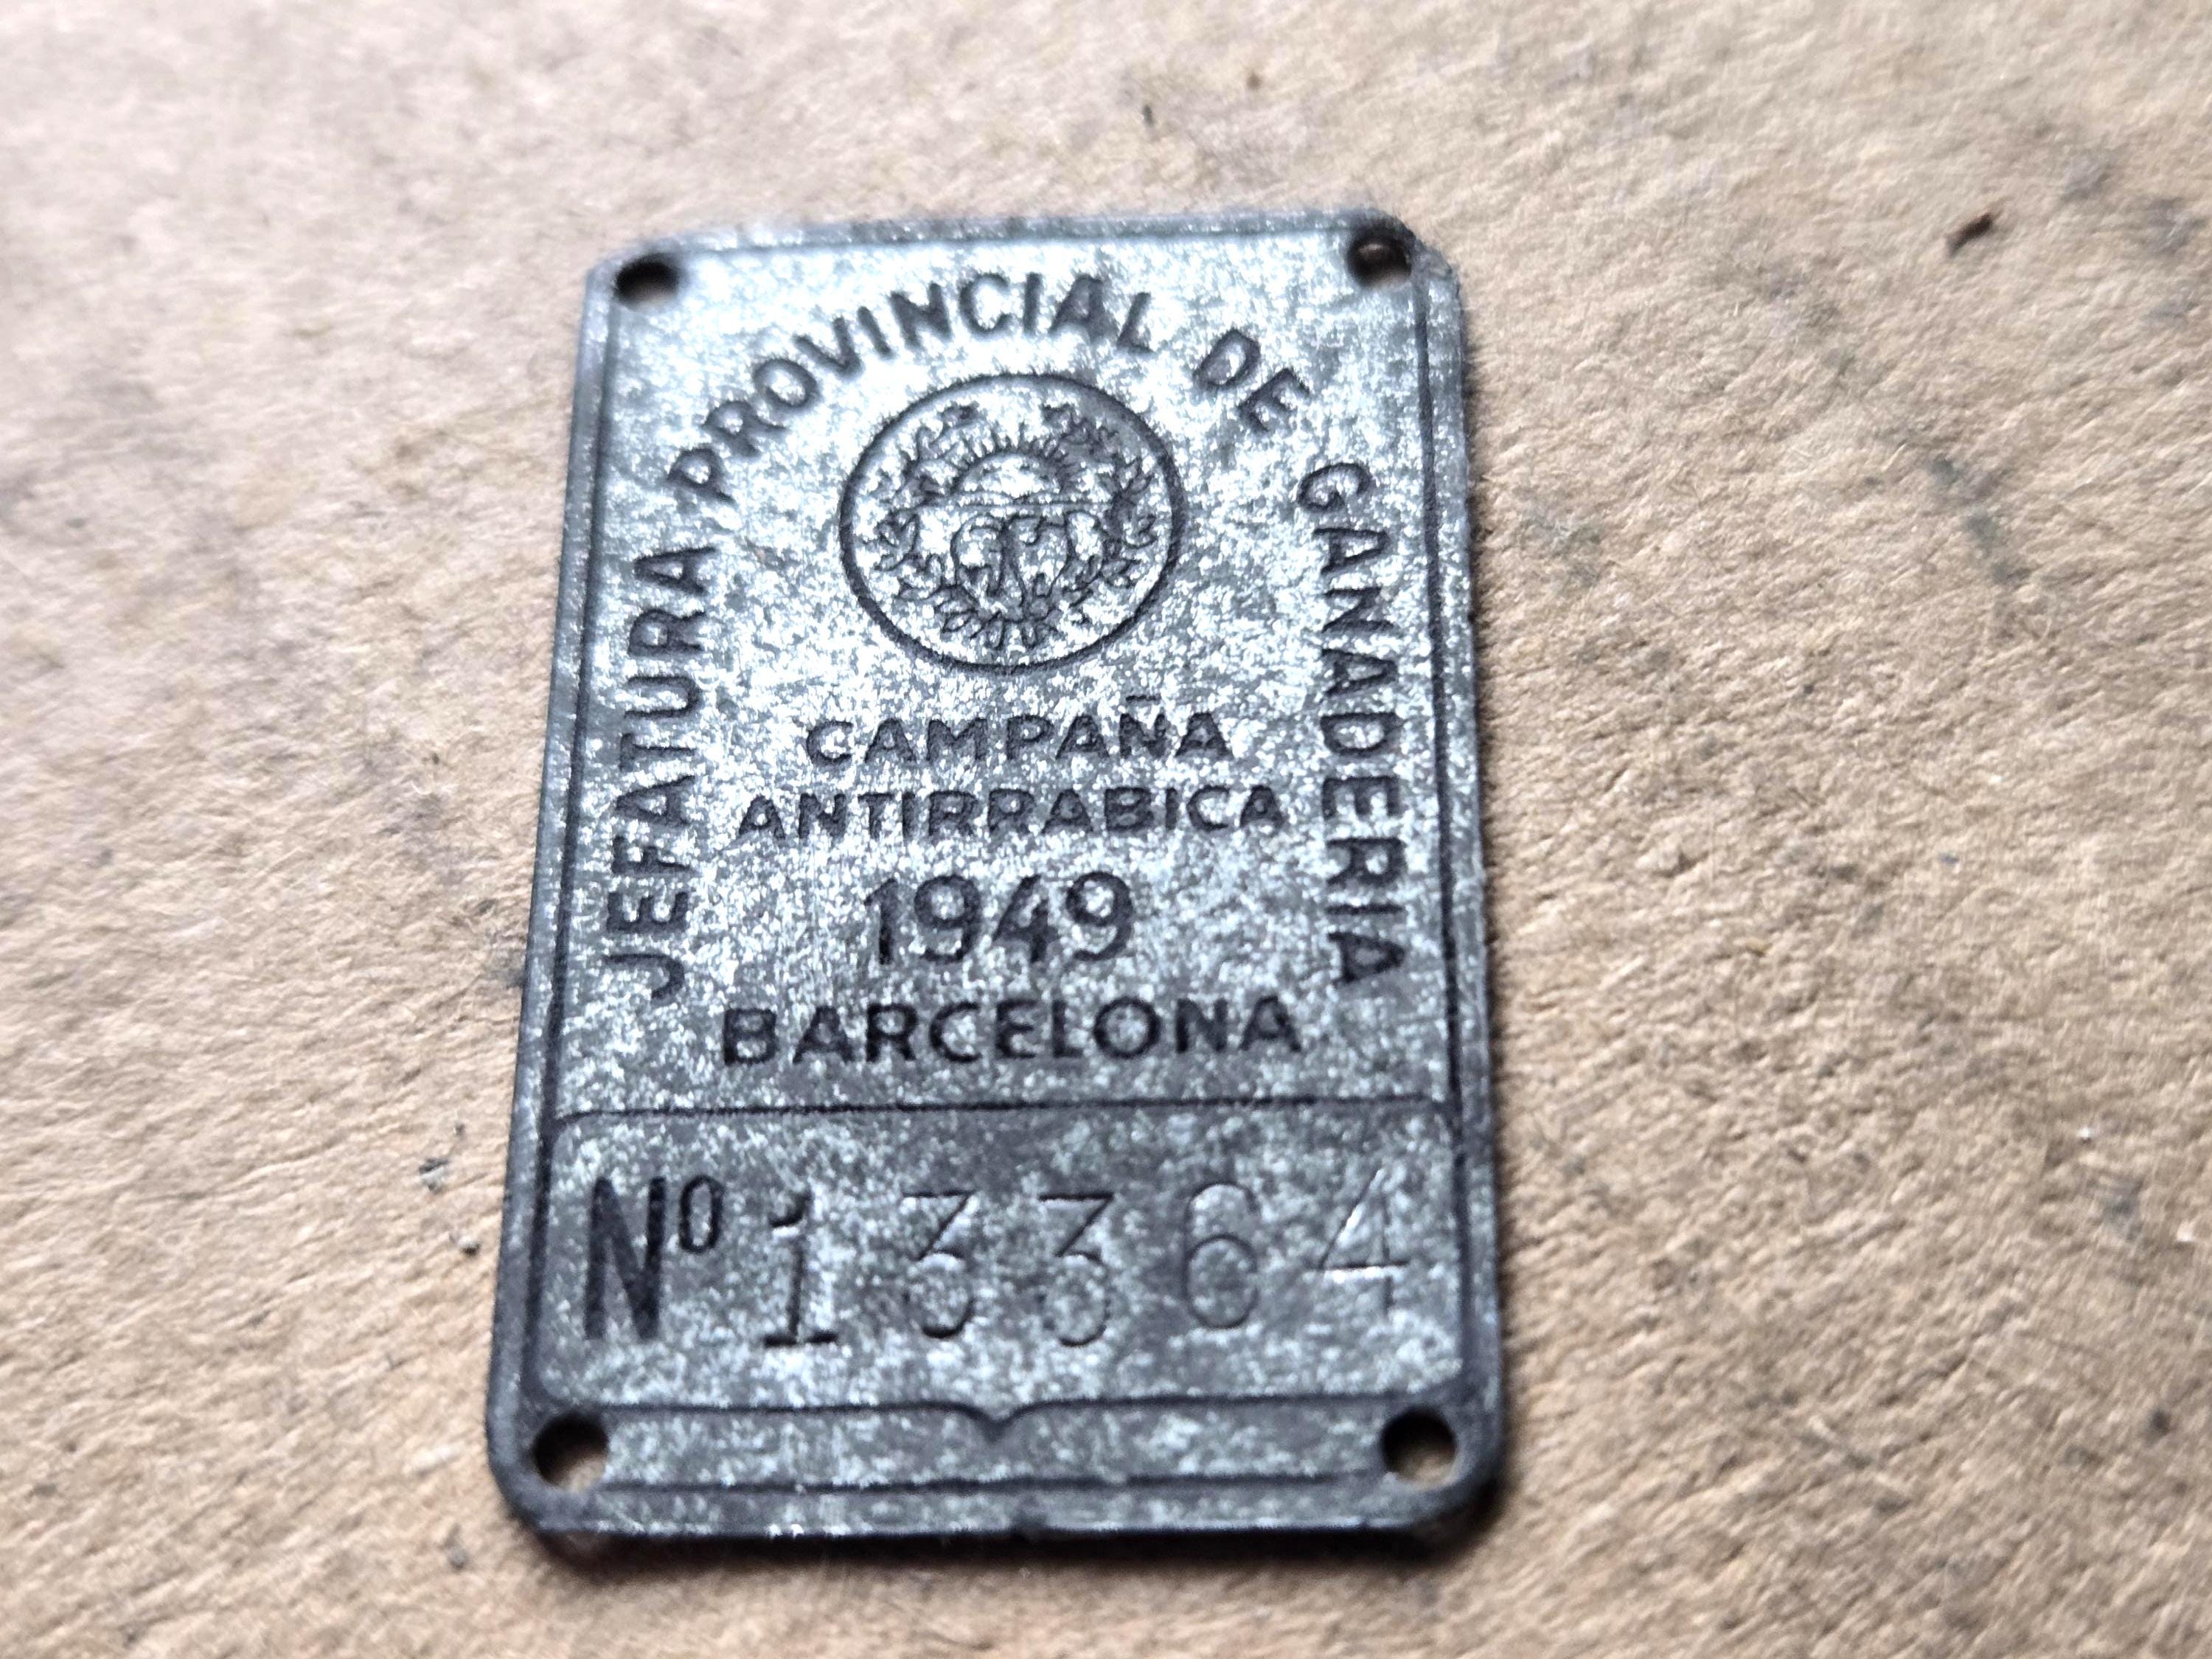 JEFATURA PROVINCIAL DE GANADERIA
CAMPAÑA
ANTIRRABICA
1949
BARCELONA
Nº 13364